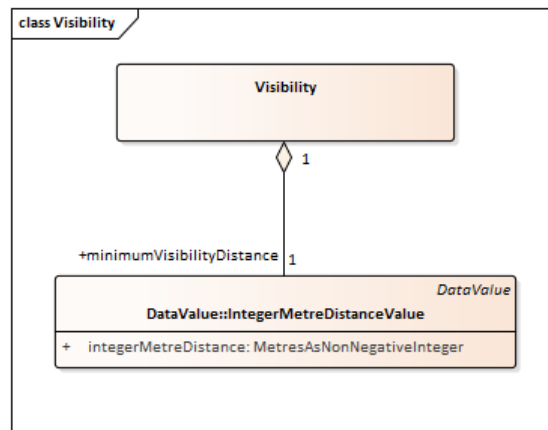 class Visibility
Visibility
1
+minimumVisibilityDistance 1
DataValue
DataValue::IntegerMetreDistanceValue
+ integerMetreDistance: MetresAsNonNegativeInteger